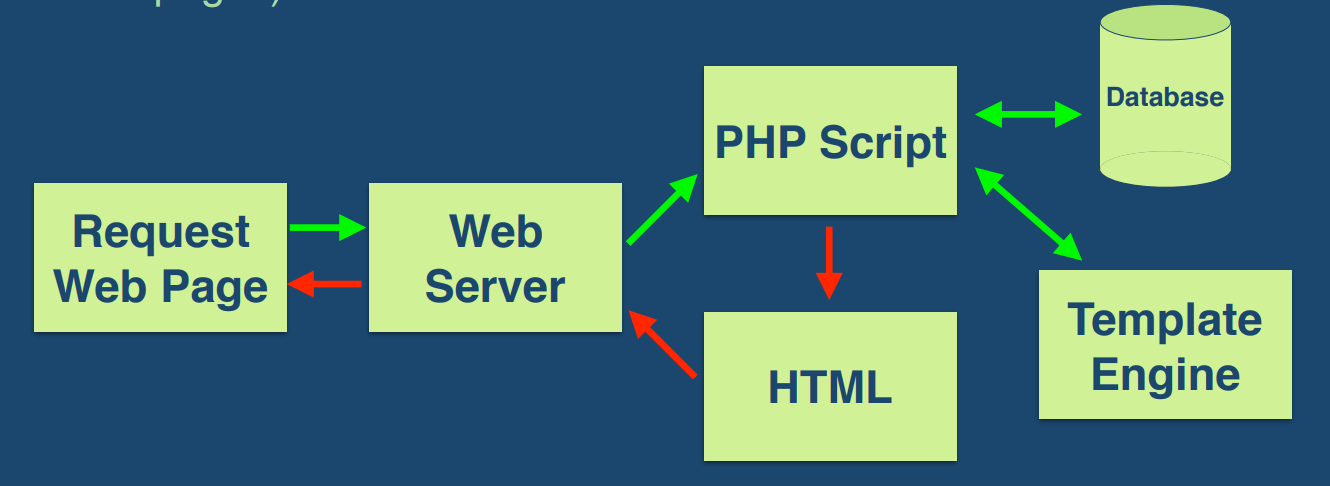 Request
Web Page
Web
Server
PHP Script
HTML
Database
Template
Engine